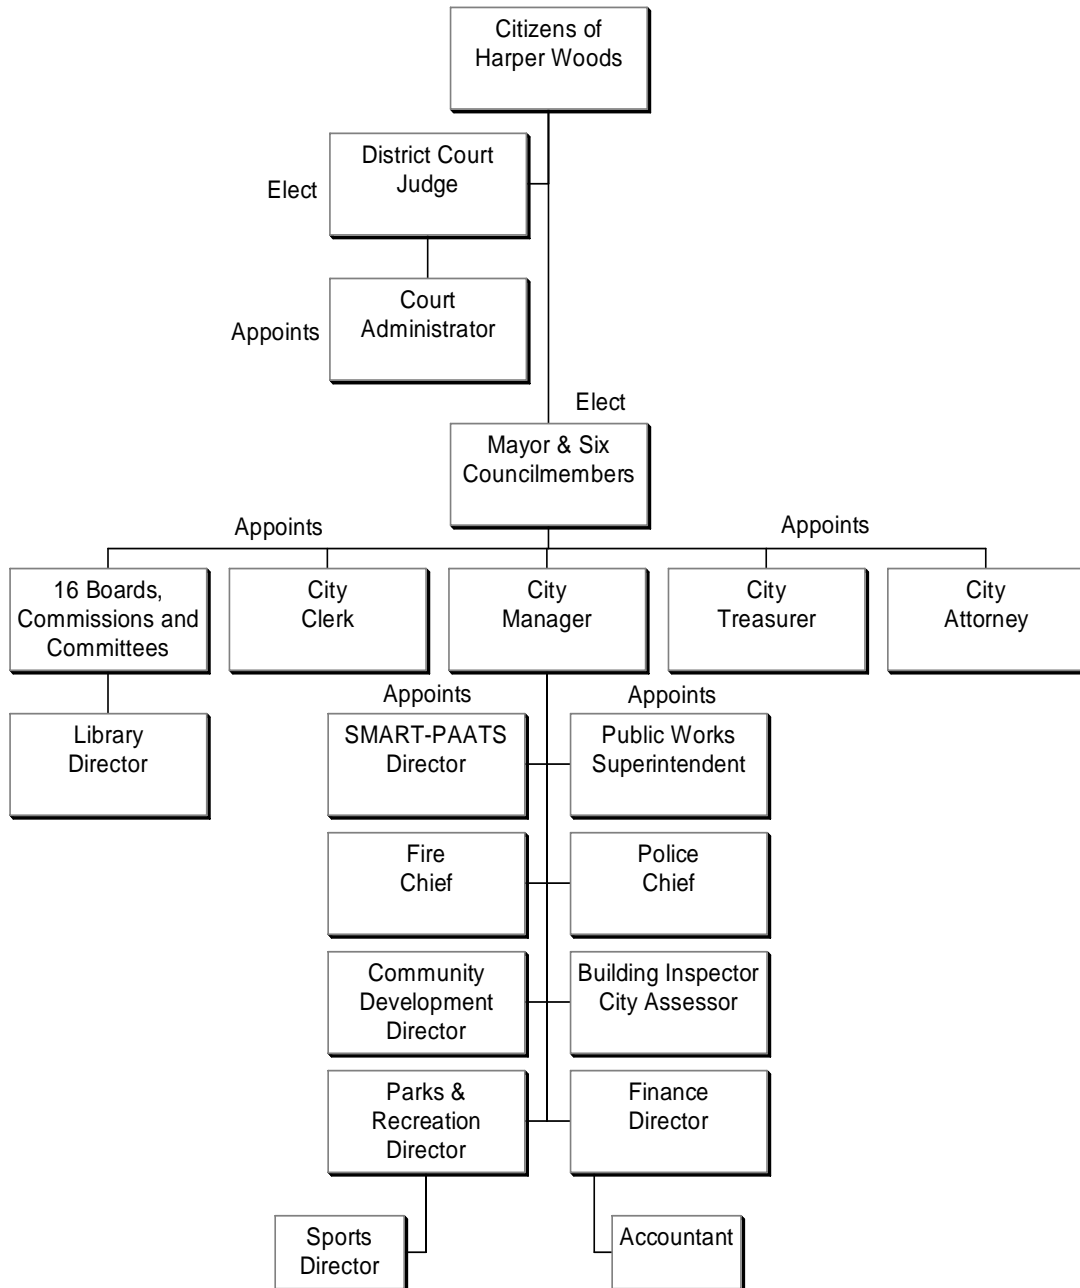 Citizens of
Harper Woods
District Court
Judge
Elect
Court
Administrator
Appoints
Elect
Mayor & Six
Councilmembers
Appoints
Appoints
16 Boards,
Commissions and
Committees
City
Clerk
City
Manager
City
Treasurer
City
Attorney
Appoints
Appoints
Library
Director
SMART-PAATS
Director
Public Works
Superintendent
Fire
Chief
Police
Chief
Community
Development
Director
Building Inspector
City Assessor
Parks &
Recreation
Director
Finance
Director
Sports
Director
Accountant